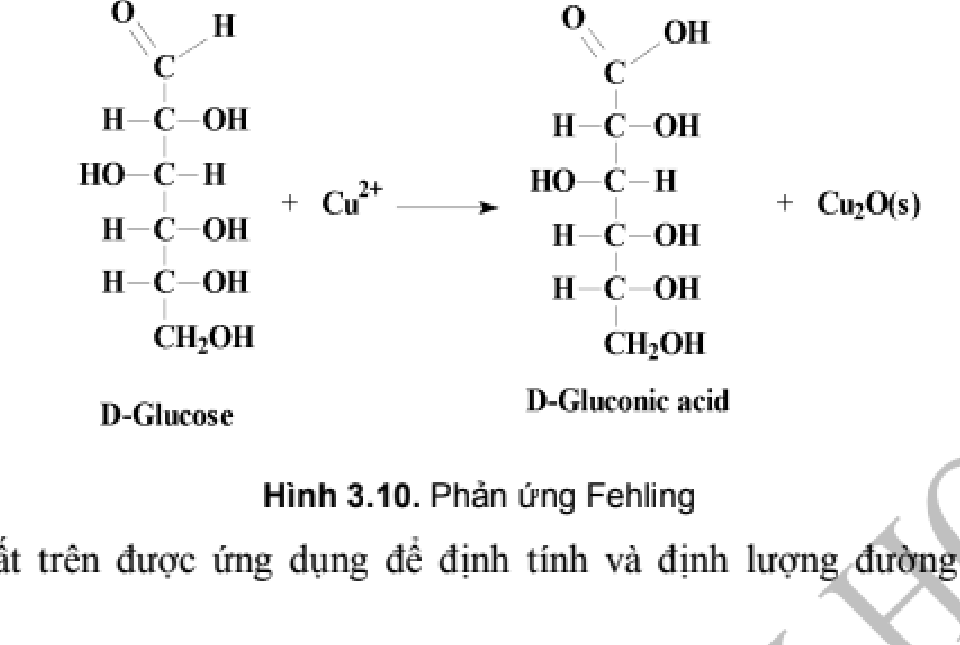 O
H
O
OH
C
C
H–C–OH
H–C–OH
HO–C–H
HO–C–H
+ Cu²⁺
+ Cu₂O(s)
H–C–OH
H–C–OH
H–C–OH
H–C–OH
CH₂OH
CH₂OH
D-Glucose
D-Gluconic acid
Hình 3.10. Phản ứng Fehling
trên được ứng dụng để định tính và định lượng đường